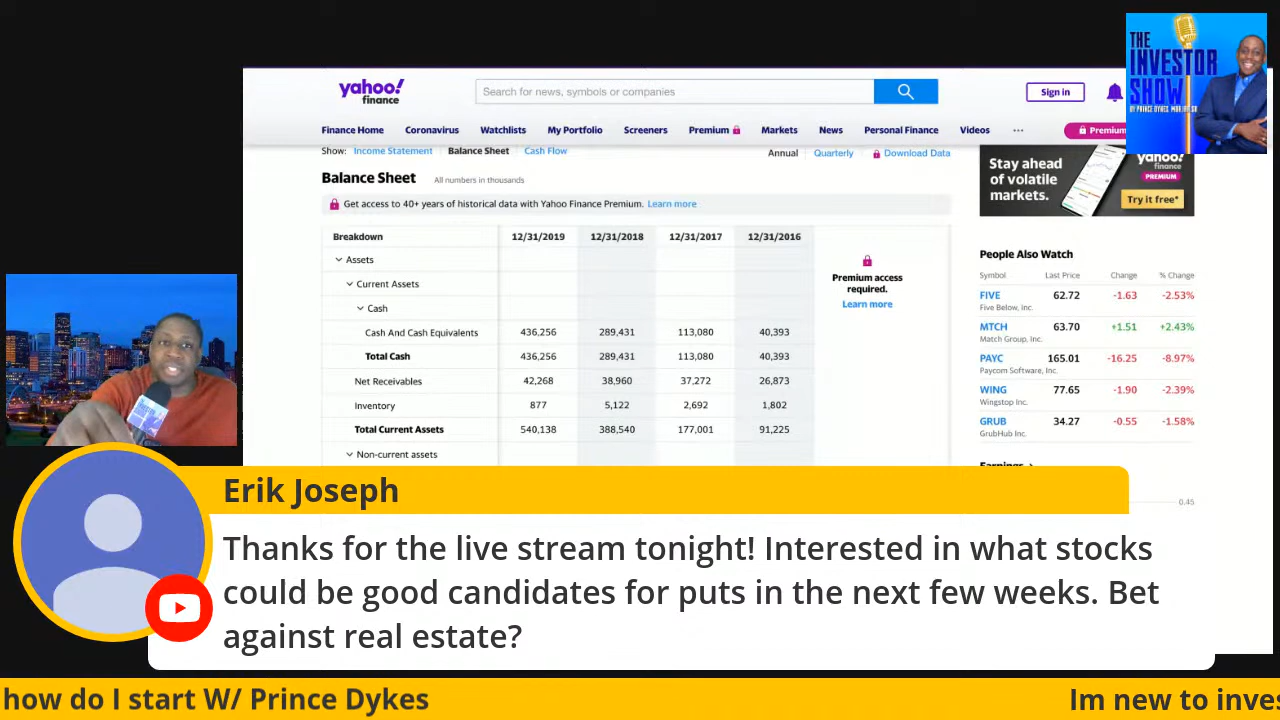 THE
INVESTOR
SHOW
BY PRINCE DYKES
yahoo!
finance
Search for news, symbols or companies
Sign in
Finance Home Coronavirus Watchlists My Portfolio Screeners Premium Markets News Personal Finance Videos ... Premium
Show: Income Statement Balance Sheet Cash Flow Annual Quarterly Download Data
Balance Sheet All numbers in thousands
Get access to 40+ years of historical data with Yahoo Finance Premium. Learn more
Breakdown 12/31/2019 12/31/2018 12/31/2017 12/31/2016
Assets
Current Assets
Cash
Cash And Cash Equivalents 436,256 289,431 113,080 40,393
Total Cash 436,256 289,431 113,080 40,393
Net Receivables 42,268 38,960 37,272 26,873
Inventory 877 5,122 2,692 1,802
Total Current Assets 540,138 388,540 177,001 91,225
Non-current assets
Premium access
required.
Learn more
Stay ahead
of volatile
markets.
yahoo!
finance
PREMIUM
Try it free*
People Also Watch
Symbol Last Price Change % Change
FIVE 62.72 -1.63 -2.53%
Five Below, Inc.
MTCH 63.70 +1.51 +2.43%
Match Group, Inc.
PAYC 165.01 -16.25 -8.97%
Paycom Software, Inc.
WING 77.65 -1.90 -2.39%
Wingstop Inc.
GRUB 34.27 -0.55 -1.58%
GrubHub Inc.
Earnings
0.45
Erik Joseph
Thanks for the live stream tonight! Interested in what stocks
could be good candidates for puts in the next few weeks. Bet
against real estate?
how do I start W/ Prince Dykes Im new to inves